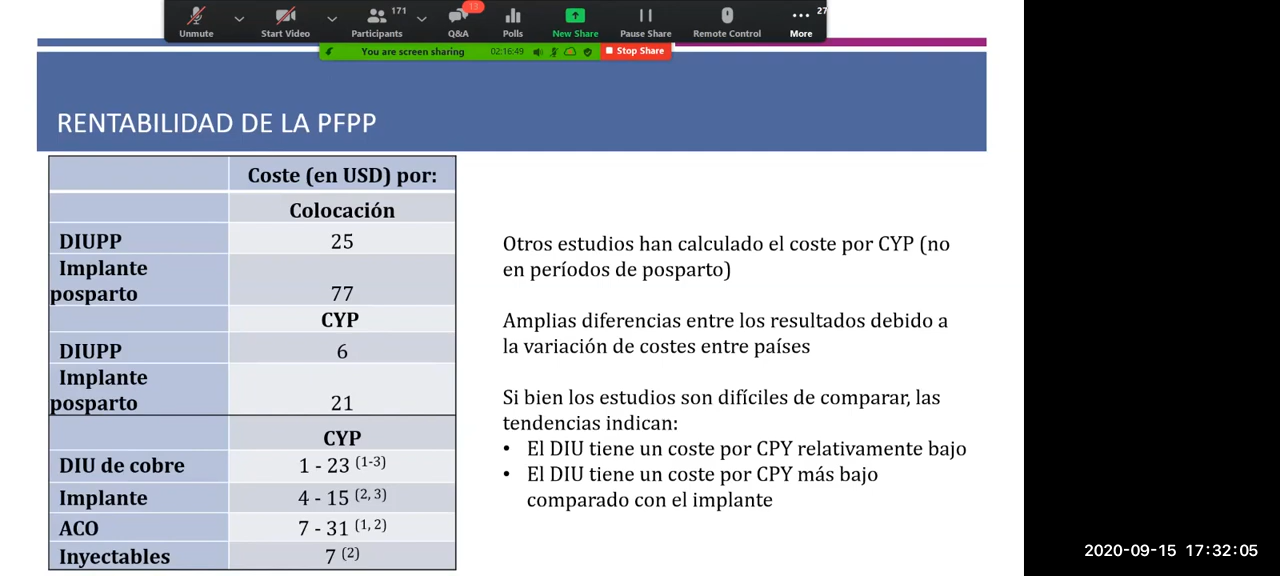 171
13
27
Unmute
Start Video
Participants
Q&A
Polls
New Share
Pause Share
Remote Control
More
You are screen sharing
02:16:49
Stop Share
RENTABILIDAD DE LA PFPP
Coste (en USD) por:
Colocación
DIUPP 25
Implante
posparto 77
CYP
DIUPP 6
Implante
posparto 21
CYP
DIU de cobre 1 - 23 (1-3)
Implante 4 - 15 (2, 3)
ACO 7 - 31 (1, 2)
Inyectables 7 (2)
Otros estudios han calculado el coste por CYP (no
en períodos de posparto)
Amplias diferencias entre los resultados debido a
la variación de costes entre países
Si bien los estudios son difíciles de comparar, las
tendencias indican:
• El DIU tiene un coste por CPY relativamente bajo
• El DIU tiene un coste por CPY más bajo
comparado con el implante
2020-09-15 17:32:05